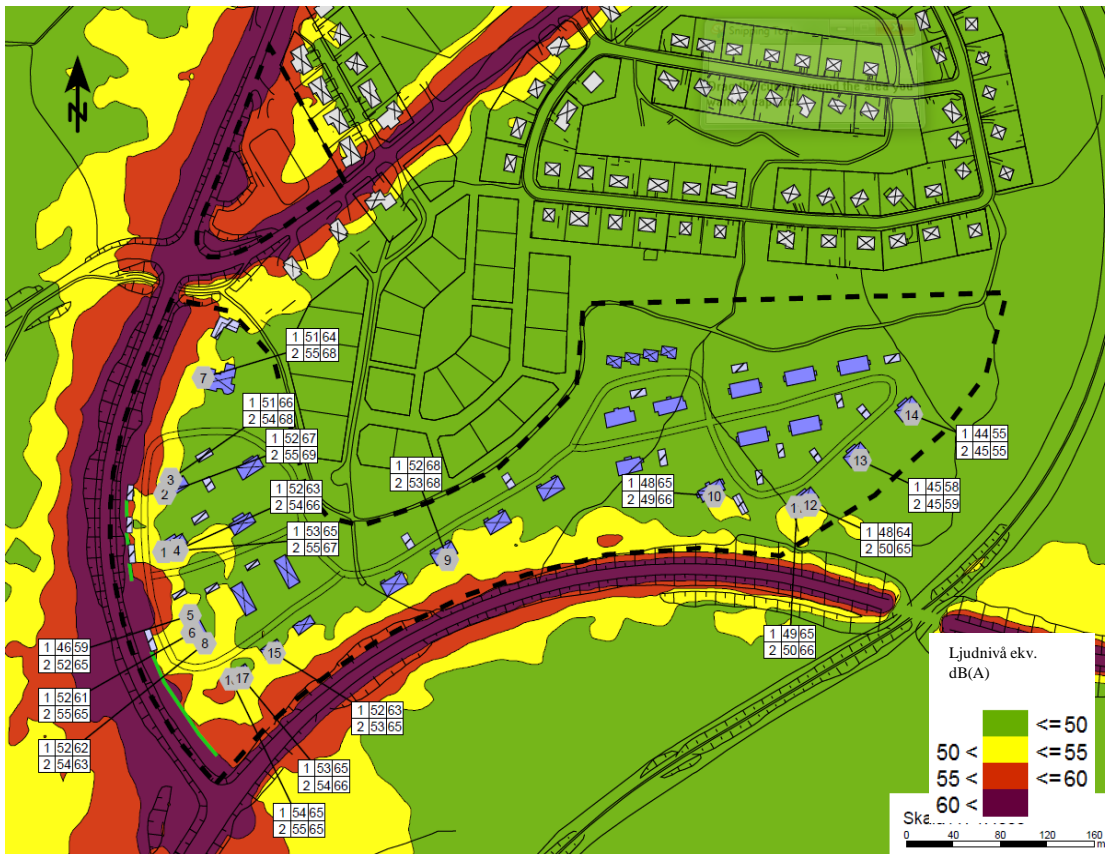 Snipping Tool
around the area you
N
1 51 64
2 55 68
7
1 51 66
2 54 68
1 52 67
2 55 69
1 52 68
2 53 68
14
3
2
1 52 63
2 54 66
1 48 65
2 49 66
10
13
1 44 55
2 45 55
1 45 58
2 45 59
12
1 4
1 53 65
2 55 67
9
1 48 64
2 50 65
5
6
8
15
1 46 59
2 52 65
1 49 65
2 50 66
17
1 52 61
2 55 65
1 52 63
2 53 65
1 52 62
2 54 63
1 53 65
2 54 66
1 54 65
2 55 65
Ljudnivå ekv.
dB(A)
<= 50
50 < <= 55
55 < <= 60
60 <
0 40 80 120 160
m